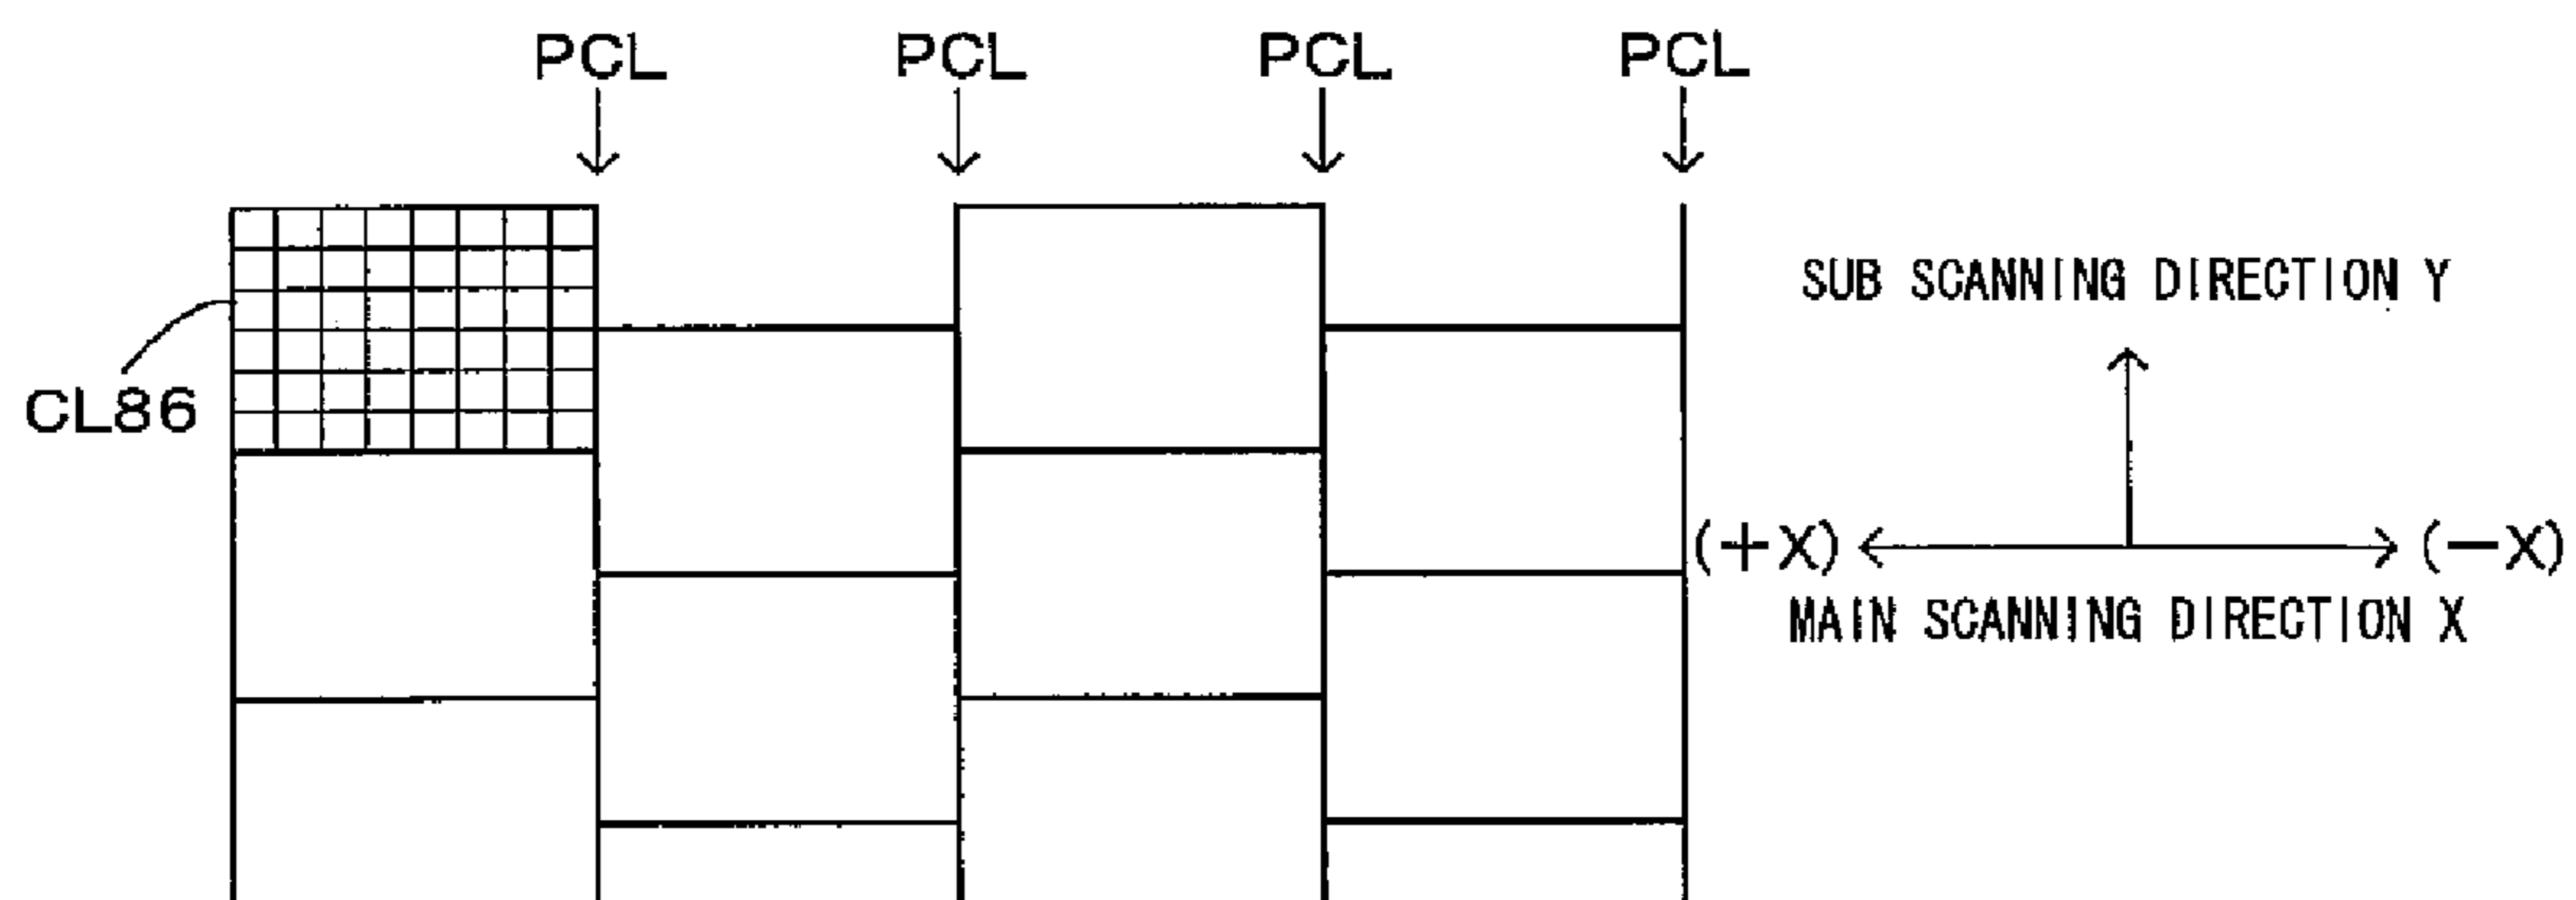 PCL PCL PCL PCL
SUB SCANNING DIRECTION Y
CL86
(+X) (−X)
MAIN SCANNING DIRECTION X